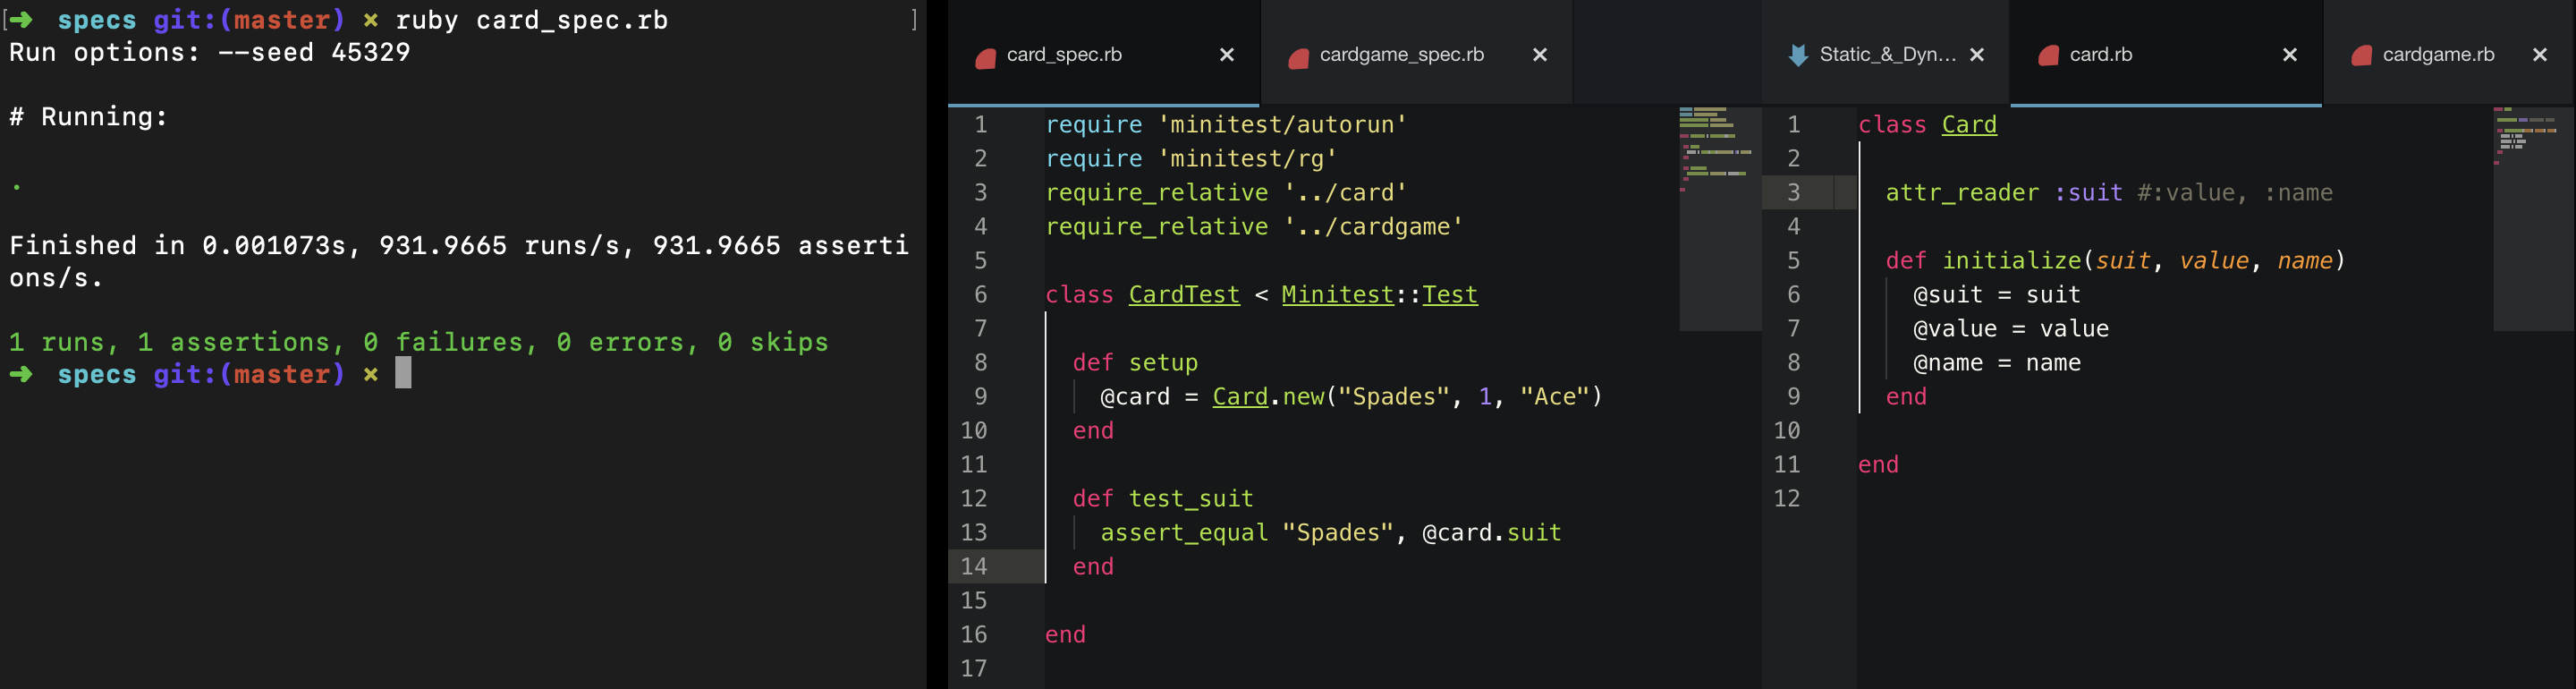 [➜  specs git:(master) ✗ ruby card_spec.rb ]
Run options: --seed 45329
# Running:
.
Finished in 0.001073s, 931.9665 runs/s, 931.9665 asserti
ons/s.
1 runs, 1 assertions, 0 failures, 0 errors, 0 skips
➜  specs git:(master) ✗
card_spec.rb ×
cardgame_spec.rb ×
1 require 'minitest/autorun'
2 require 'minitest/rg'
3 require_relative '../card'
4 require_relative '../cardgame'
5
6 class CardTest < Minitest::Test
7
8   def setup
9     @card = Card.new("Spades", 1, "Ace")
10   end
11
12   def test_suit
13     assert_equal "Spades", @card.suit
14   end
15
16 end
17
Static_&_Dyn... ×
card.rb ×
cardgame.rb ×
1 class Card
2
3   attr_reader :suit #:value, :name
4
5   def initialize(suit, value, name)
6     @suit = suit
7     @value = value
8     @name = name
9   end
10
11 end
12